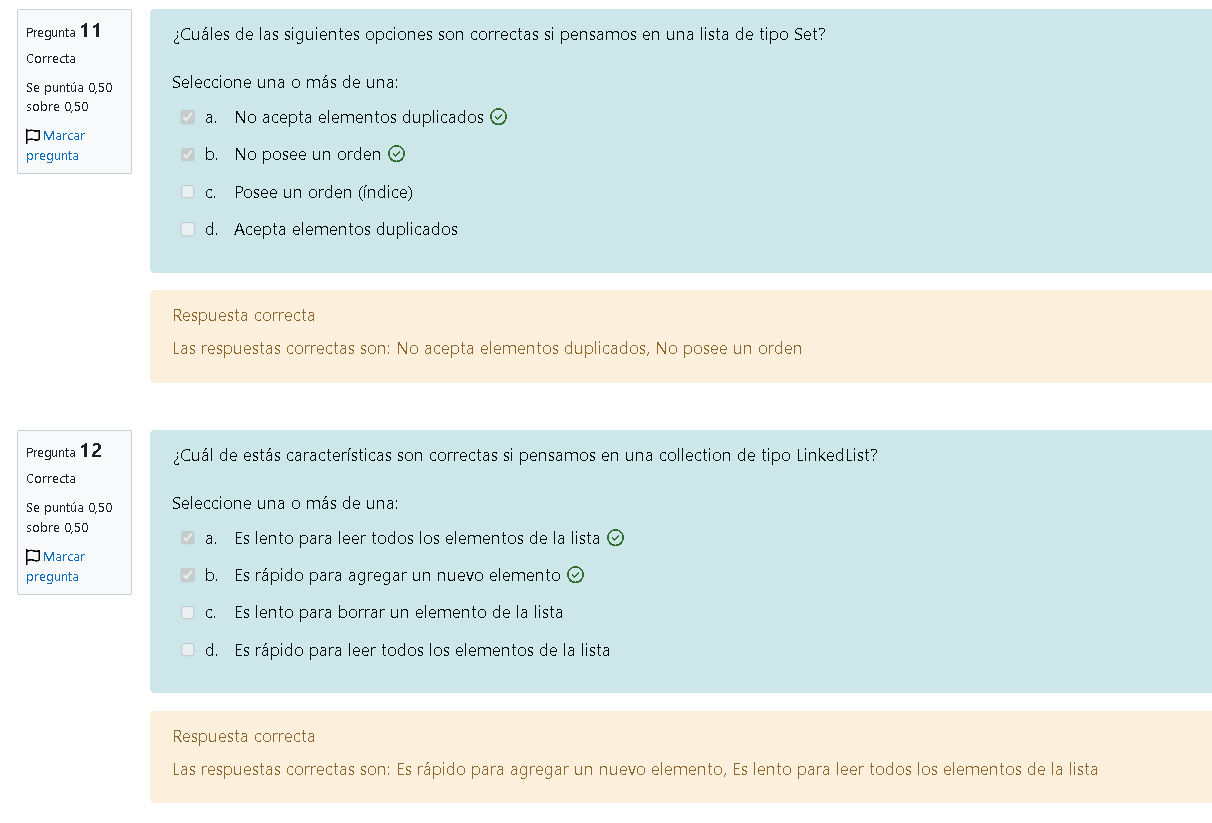 Pregunta 11
Correcta
Se puntúa 0,50
sobre 0,50
Marcar
pregunta
¿Cuáles de las siguientes opciones son correctas si pensamos en una lista de tipo Set?
Seleccione una o más de una:
a. No acepta elementos duplicados
b. No posee un orden
c. Posee un orden (índice)
d. Acepta elementos duplicados
Respuesta correcta
Las respuestas correctas son: No acepta elementos duplicados, No posee un orden
Pregunta 12
Correcta
Se puntúa 0,50
sobre 0,50
Marcar
pregunta
¿Cuál de estás características son correctas si pensamos en una collection de tipo LinkedList?
Seleccione una o más de una:
a. Es lento para leer todos los elementos de la lista
b. Es rápido para agregar un nuevo elemento
c. Es lento para borrar un elemento de la lista
d. Es rápido para leer todos los elementos de la lista
Respuesta correcta
Las respuestas correctas son: Es rápido para agregar un nuevo elemento, Es lento para leer todos los elementos de la lista